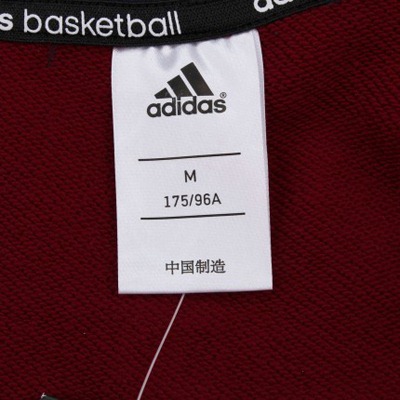 s basketball
adidas®
M
175/96A
中国制造